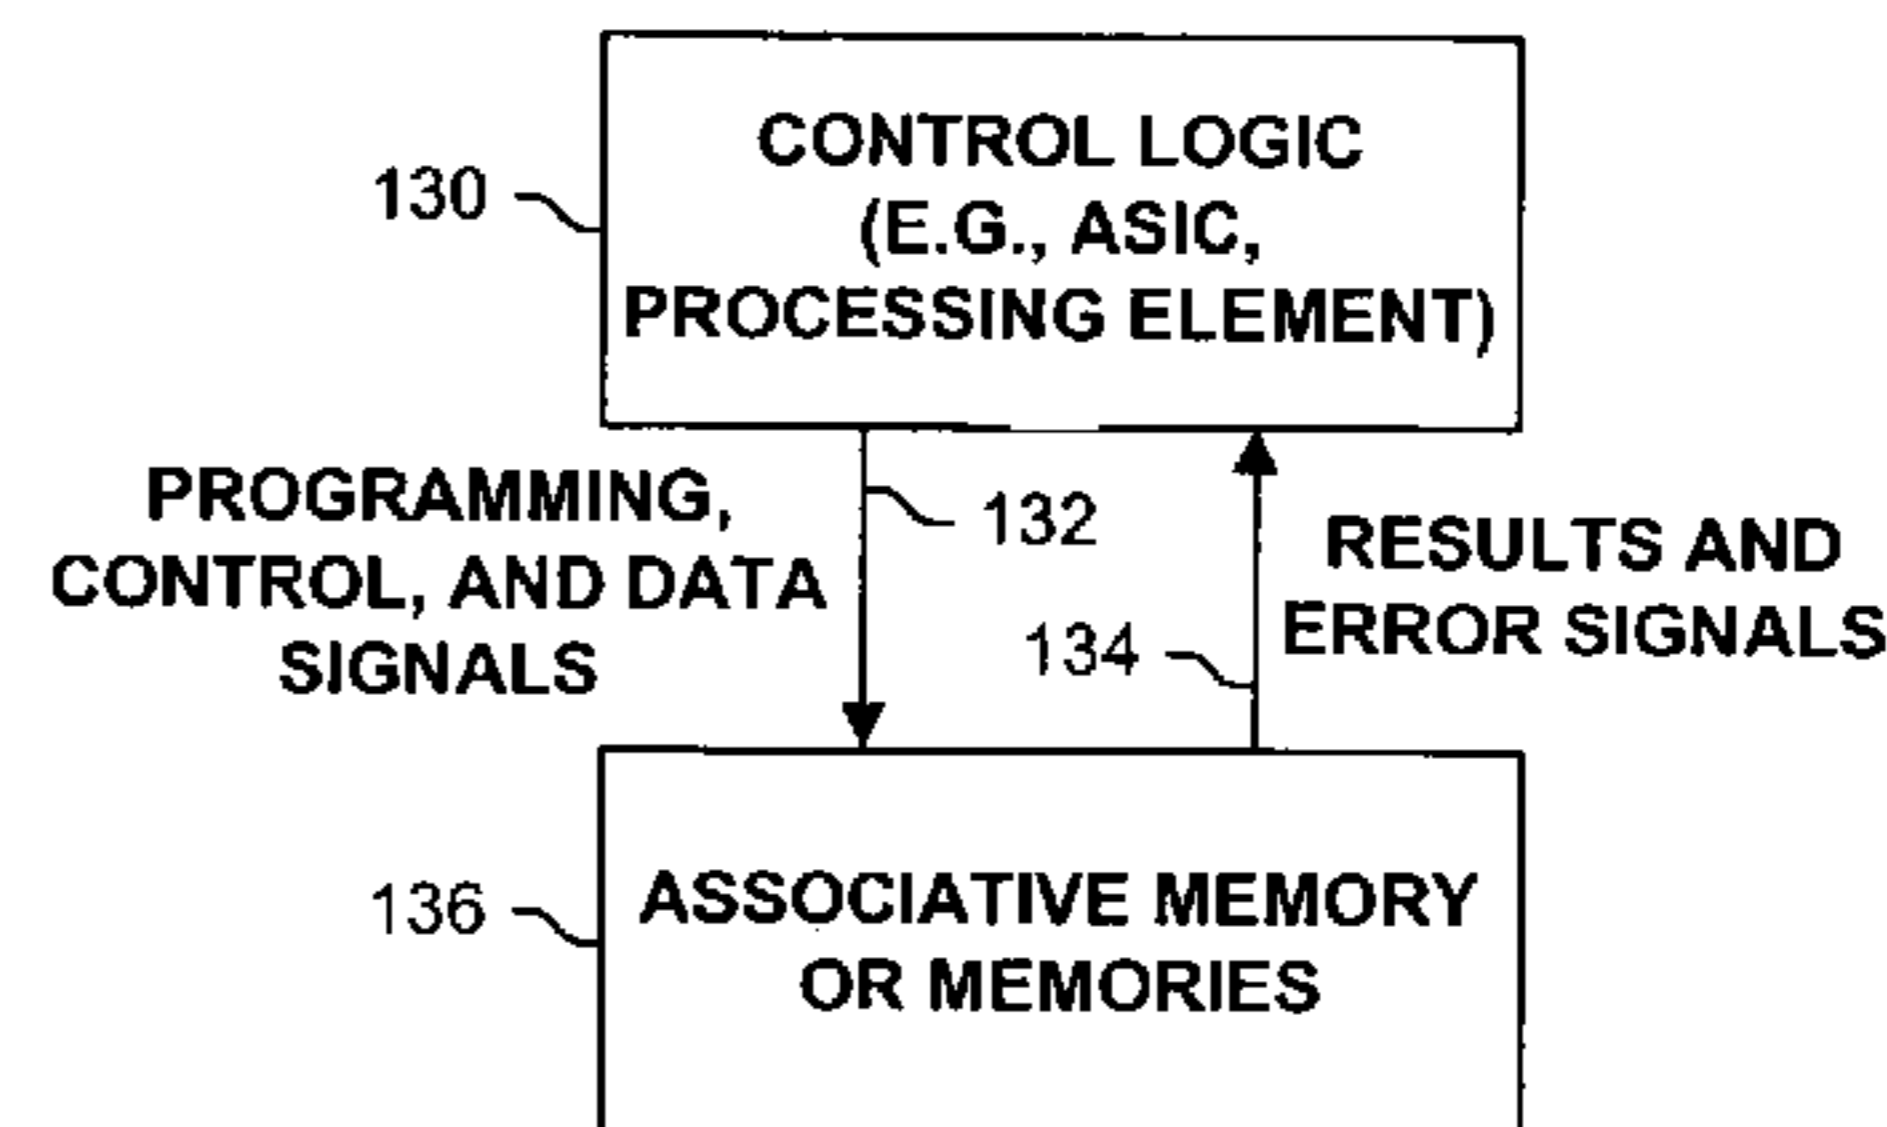 CONTROL LOGIC
(E.G., ASIC,
PROCESSING ELEMENT)
130
PROGRAMMING,
CONTROL, AND DATA
SIGNALS
132
134
RESULTS AND
ERROR SIGNALS
136
ASSOCIATIVE MEMORY
OR MEMORIES